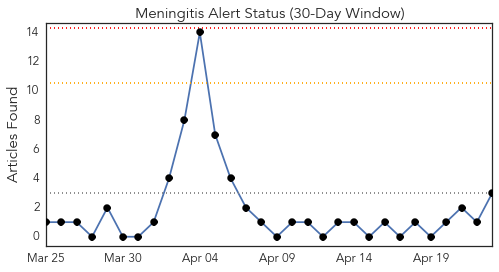 Meningitis Alert Status (30-Day Window)
Articles Found
14
12
10
8
6
4
2
0
Mar 25 Mar 30 Apr 04 Apr 09 Apr 14 Apr 19